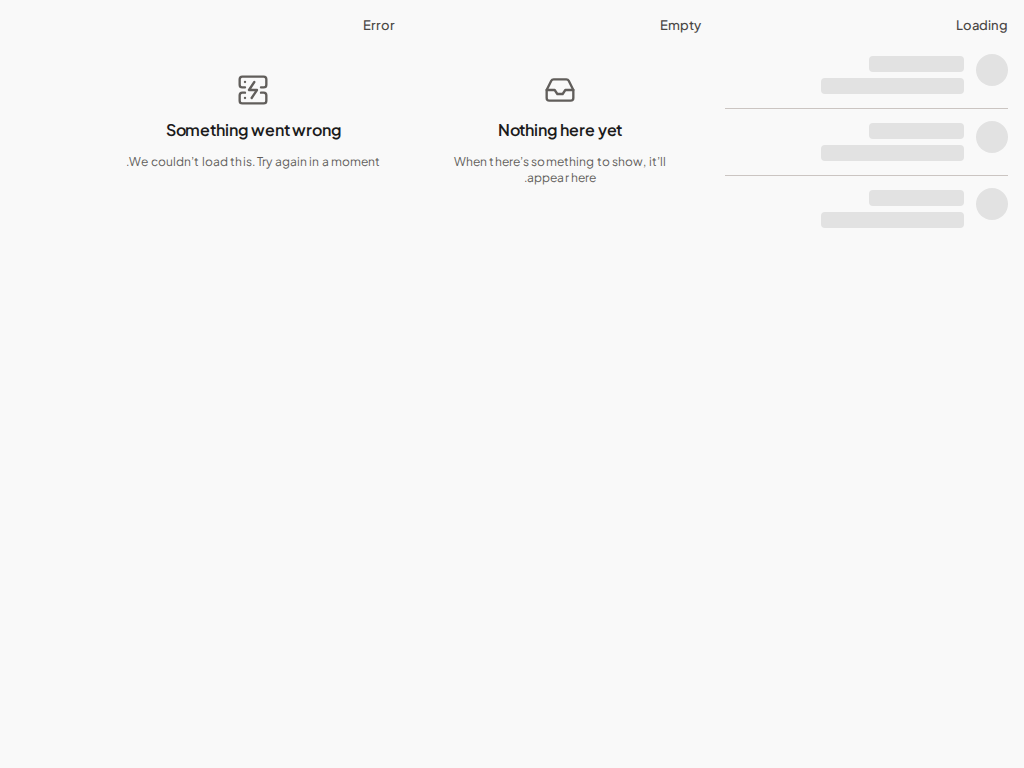 Loading
Empty
Nothing here yet
When there's something to show, it'll
appear here.
Error
Something went wrong
We couldn't load this. Try again in a moment.